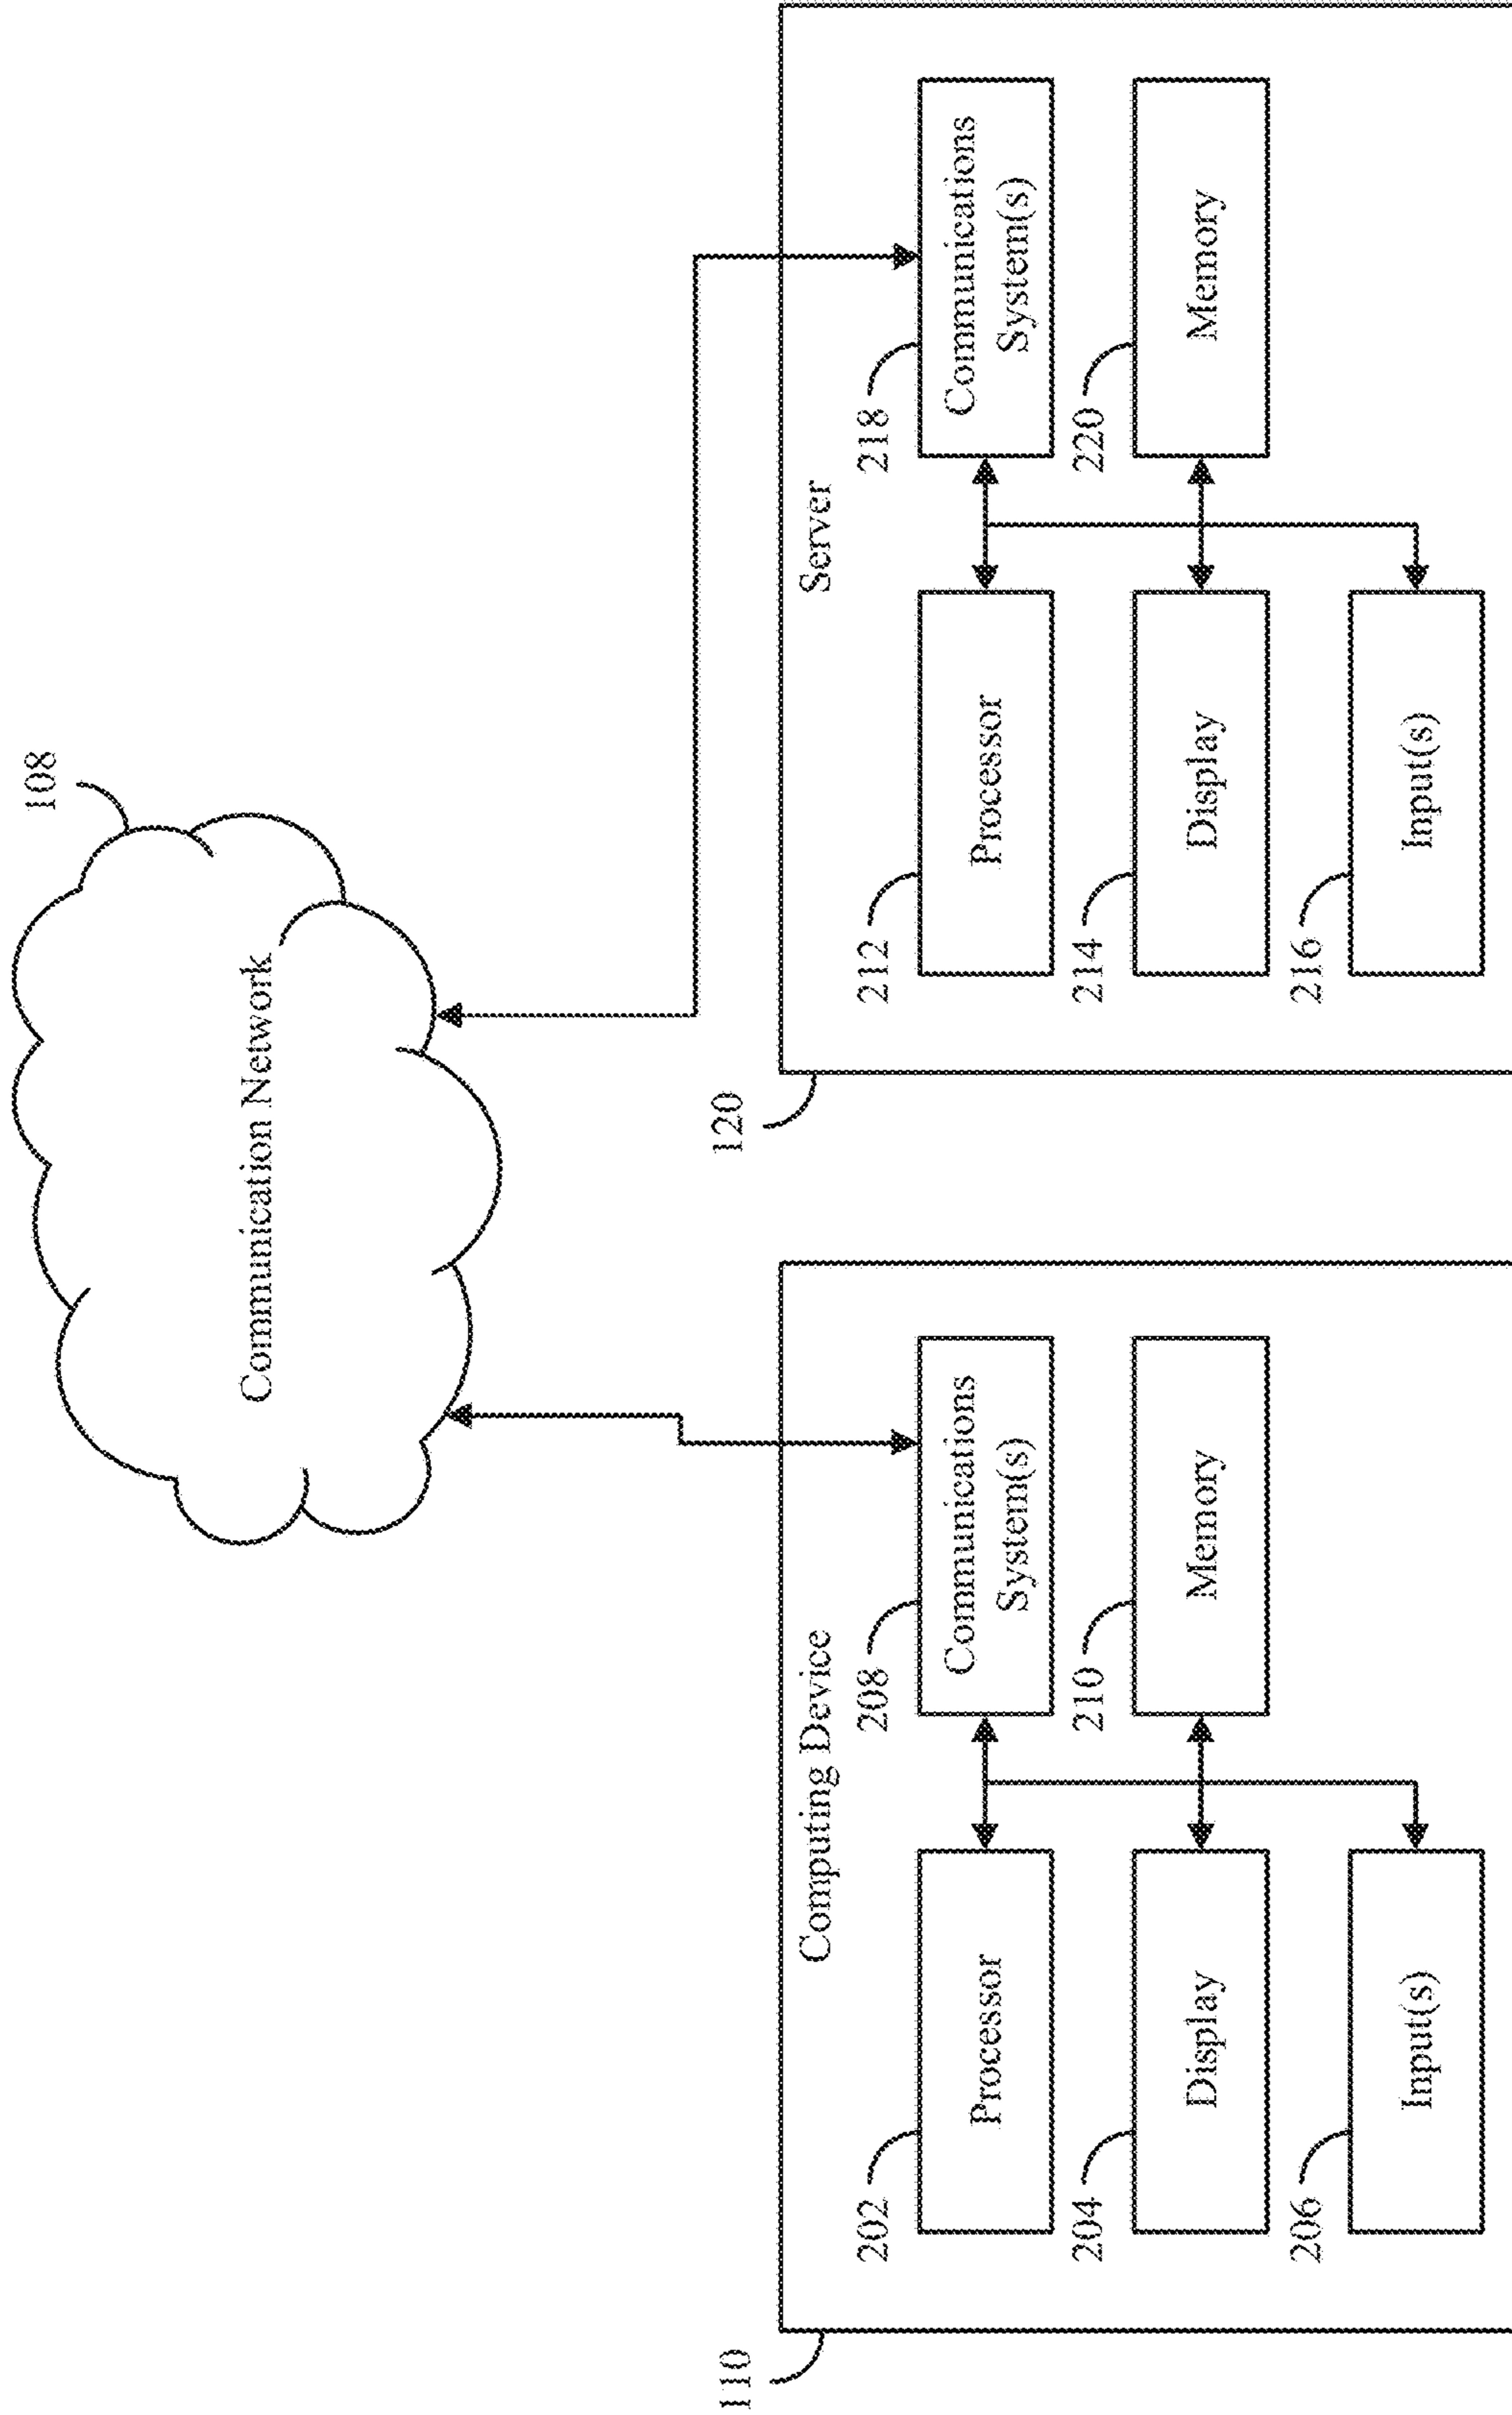 108
Communication Network
110
120
Computing Device
Server
202
Processor
208
Communications
System(s)
212
Processor
218
Communications
System(s)
204
Display
210
Memory
214
Display
220
Memory
206
Input(s)
216
Input(s)